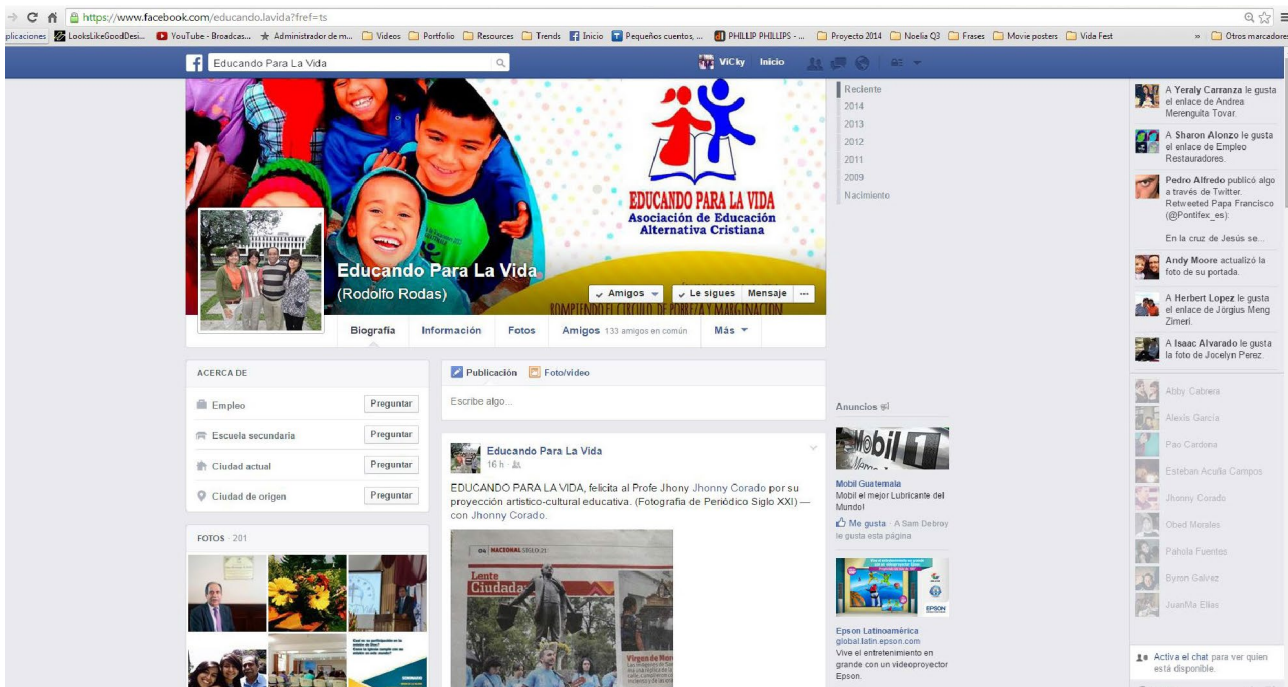 https://www.facebook.com/educando.lavida?fref=ts
plicaciones LooksLikeGoodDesi... YouTube - Broadcas... Administrador de m... Videos Portfolio Resources Trends Inicio Pequeños cuentos, ... PHILLIP PHILLIPS - ... Proyecto 2014 Noelia Q3 Frases Movie posters Vida Fest » Otros marcadores
Educando Para La Vida
ViCky Inicio
EDUCANDO PARA LA VIDA
Asociación de Educación
Alternativa Cristiana
Educando Para La Vida
(Rodolfo Rodas)
Amigos Le sigues Mensaje ...
ROMPIENDO EL CIRCULO DE POBREZA Y MARGINACION
Biografía Información Fotos Amigos 133 amigos en común Más
Reciente
2014
2013
2012
2011
2009
Nacimiento
ACERCA DE
Empleo Preguntar
Escuela secundaria Preguntar
Ciudad actual Preguntar
Ciudad de origen Preguntar
FOTOS · 201
Publicación Foto/video
Escribe algo...
Educando Para La Vida
16 h ·
EDUCANDO PARA LA VIDA, felicita al Profe Jhony Jhonny Corado por su
proyección artistico-cultural educativa. (Fotografía de Periódico Siglo XXI) —
con Jhonny Corado.
04 NACIONAL SIGLO 21
Lente
Ciudada
Virgen de
Anuncios
Mobil 1
Mobil Guatemala
Mobil el mejor Lubricante del
Mundo!
Me gusta · A Sam Debroy
le gusta esta página
EPSON
Epson Latinoamérica
global.latin.epson.com
Vive el entretenimiento en
grande con un videoproyector
Epson.
A Yeraly Carranza le gusta
el enlace de Andrea
Merenguita Tovar.
A Sharon Alonzo le gusta
el enlace de Empleo
Restauradores.
Pedro Alfredo publicó algo
a través de Twitter.
Retweeted Papa Francisco
(@Pontifex_es):
En la cruz de Jesús se...
Andy Moore actualizó la
foto de su portada.
A Herbert Lopez le gusta
el enlace de Jörgius Meng
Zimeri.
A Isaac Alvarado le gusta
la foto de Jocelyn Perez.
Abby Cabrera
Alexis García
Pao Cardona
Esteban Acuña Campos
Jhonny Corado
Obed Morales
Pahola Fuentes
Byron Galvez
JuanMa Elias
Activa el chat para ver quien
está disponible.